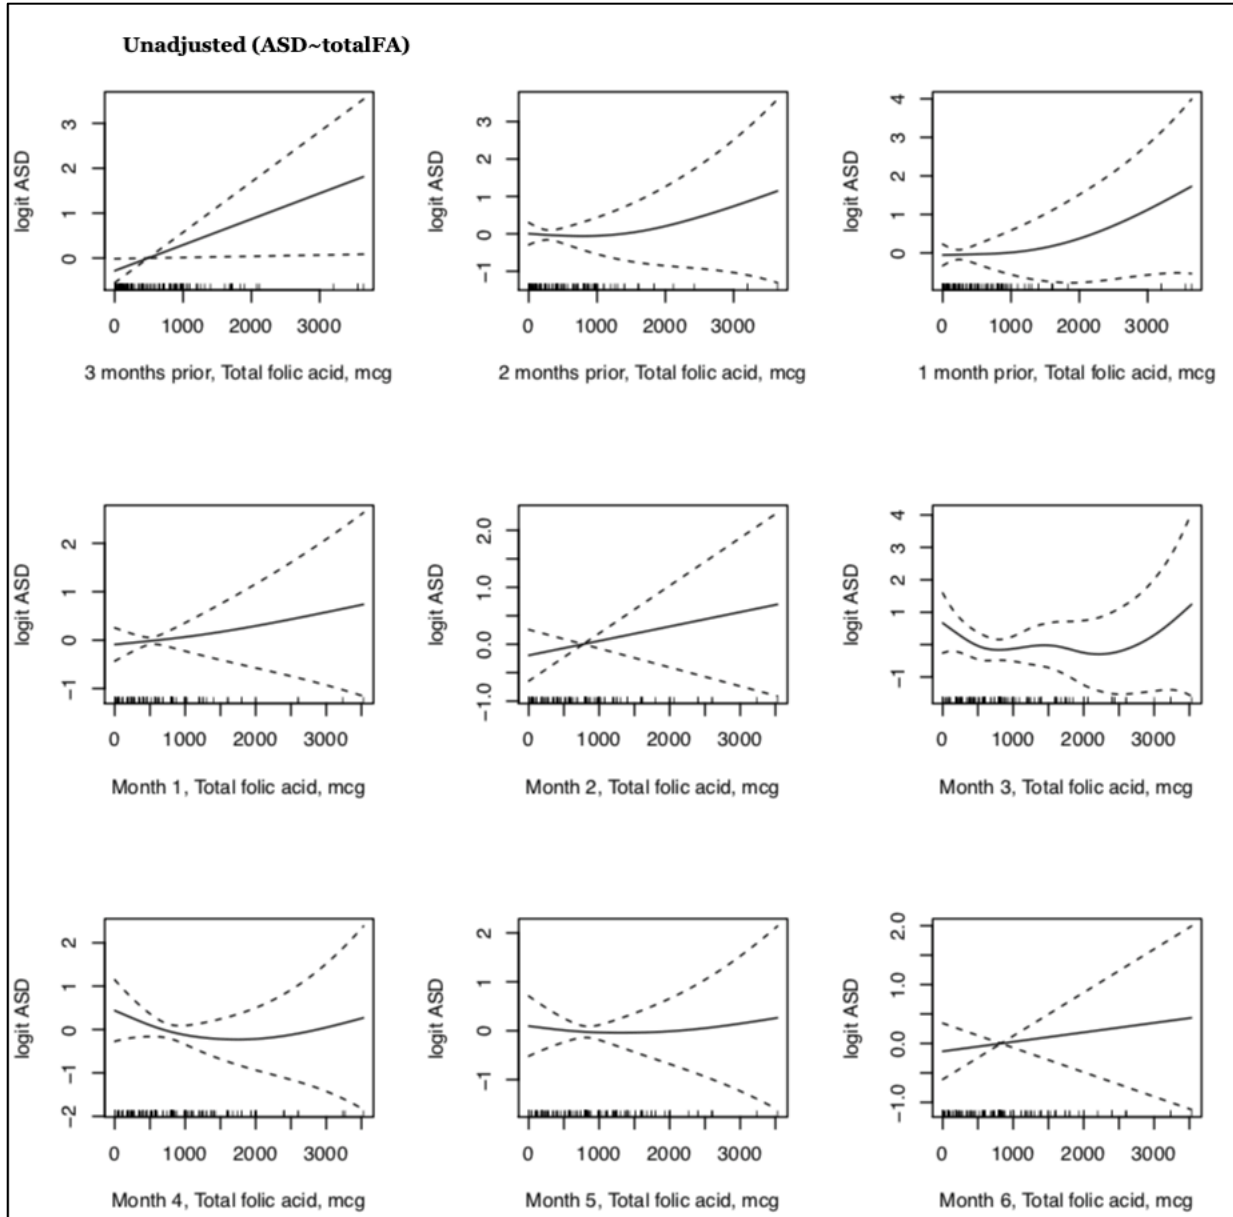 Unadjusted (ASD~totalFA)
logit ASD
3
2
1
0
0 1000 2000 3000
3 months prior, Total folic acid, mcg
logit ASD
3
2
1
0
−1
0 1000 2000 3000
2 months prior, Total folic acid, mcg
logit ASD
4
3
2
1
0
0 1000 2000 3000
1 month prior, Total folic acid, mcg
logit ASD
2
1
0
−1
0 1000 2000 3000
Month 1, Total folic acid, mcg
logit ASD
2.0
1.0
0.0
−1.0
0 1000 2000 3000
Month 2, Total folic acid, mcg
logit ASD
4
3
2
1
−1
0 1000 2000 3000
Month 3, Total folic acid, mcg
logit ASD
2
1
0
−1
−2
0 1000 2000 3000
Month 4, Total folic acid, mcg
logit ASD
2
1
0
−1
0 1000 2000 3000
Month 5, Total folic acid, mcg
logit ASD
2.0
1.0
0.0
−1.0
0 1000 2000 3000
Month 6, Total folic acid, mcg